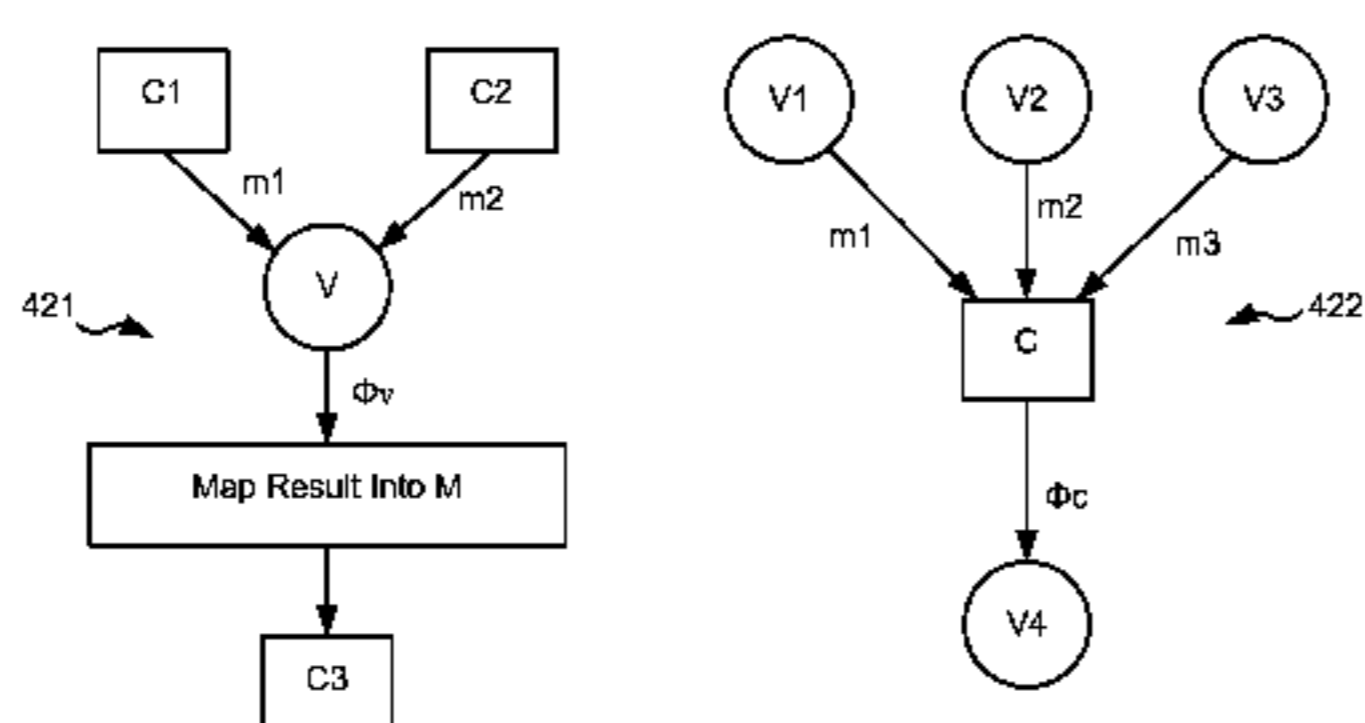 C1
C2
m1
m2
V
421
Φv
Map Result Into M
C3
V1
V2
V3
m1
m2
m3
C
422
Φc
V4